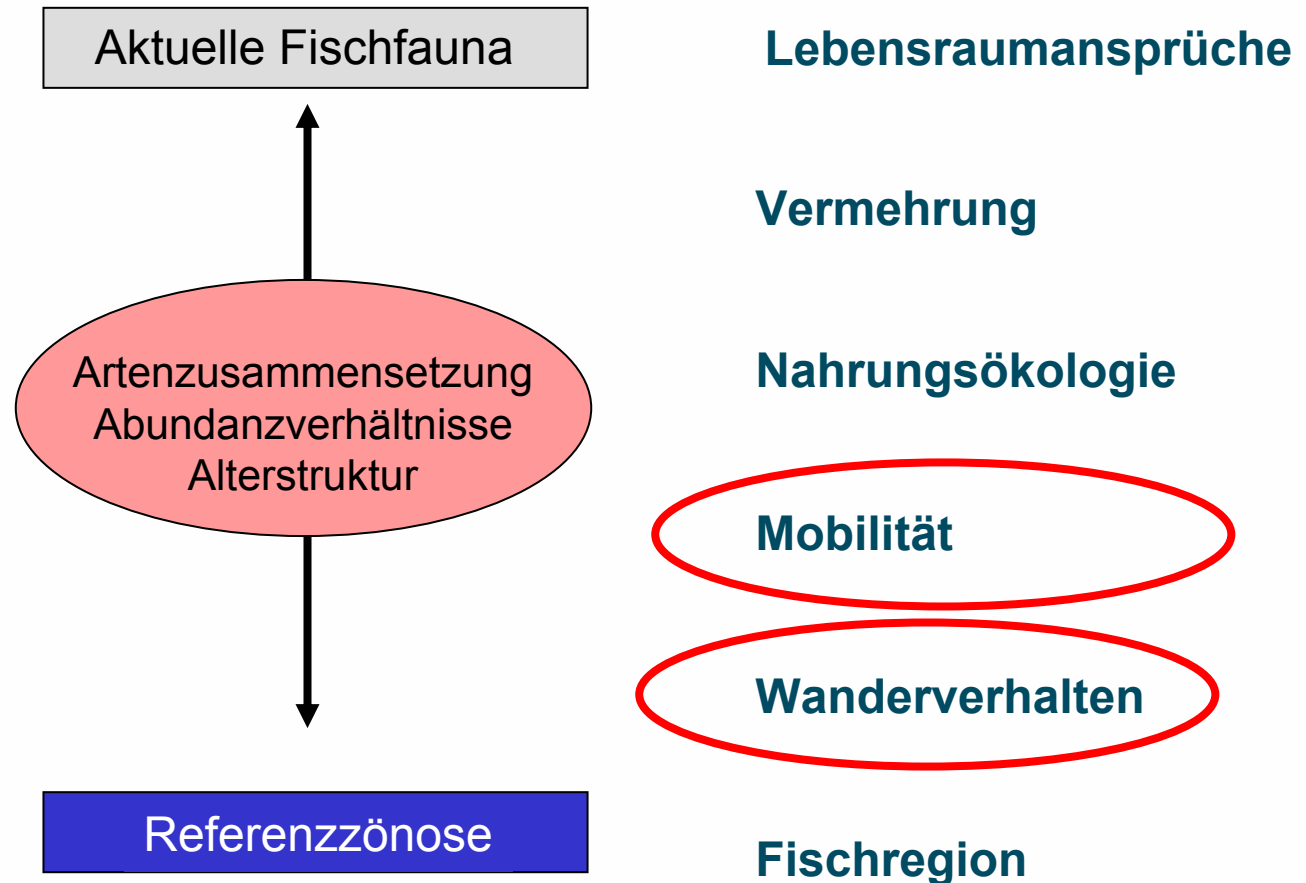 Aktuelle Fischfauna
Artenzusammensetzung
Abundanzverhältnisse
Alterstruktur
Referenzzönose
Lebensraumansprüche
Vermehrung
Nahrungsökologie
Mobilität
Wanderverhalten
Fischregion